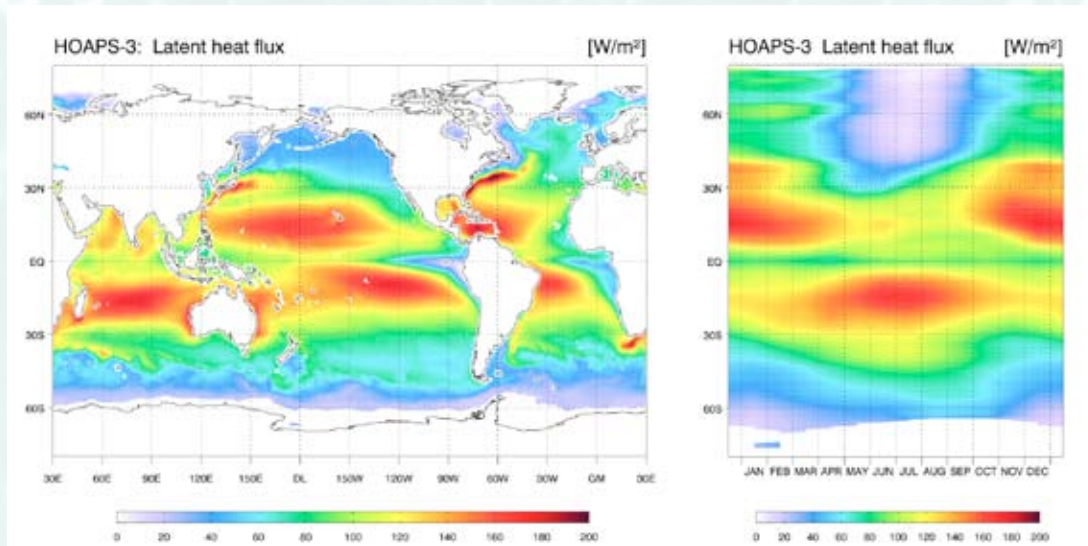 HOAPS-3: Latent heat flux [W/m²]
60N
30N
EQ
30S
60S
30E 60E 90E 120E 150E DL 150W 120W 90W 60W 30W GM 30E
0 20 40 60 80 100 120 140 160 180 200
HOAPS-3 Latent heat flux [W/m²]
60N
30N
EQ
30S
60S
JAN FEB MAR APR MAY JUN JUL AUG SEP OCT NOV DEC
0 20 40 60 80 100 120 140 160 180 200